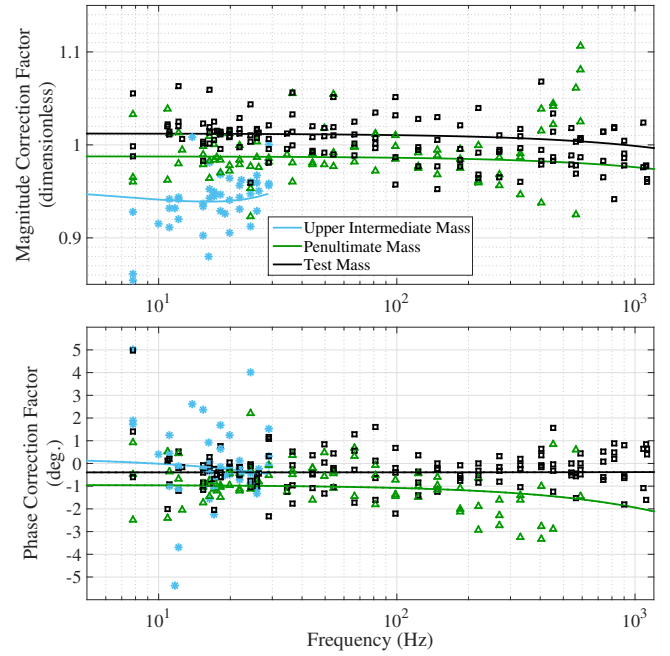 Magnitude Correction Factor
(dimensionless)
1.1
1
0.9
Upper Intermediate Mass
Penultimate Mass
Test Mass
10^1
10^2
10^3
Phase Correction Factor
(deg.)
5
4
3
2
1
0
-1
-2
-3
-4
-5
10^1
10^2
10^3
Frequency (Hz)